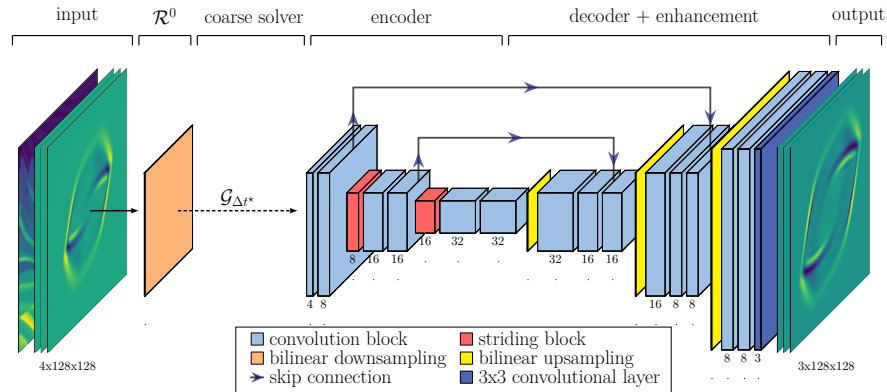 input
R⁰
coarse solver
encoder
decoder + enhancement
output
G_Δt⋆
4 8
8 16 16
16 32 32
32 16 16
16 8 8
8 8 3
4x128x128
3x128x128
convolution block
striding block
bilinear downsampling
bilinear upsampling
skip connection
3x3 convolutional layer